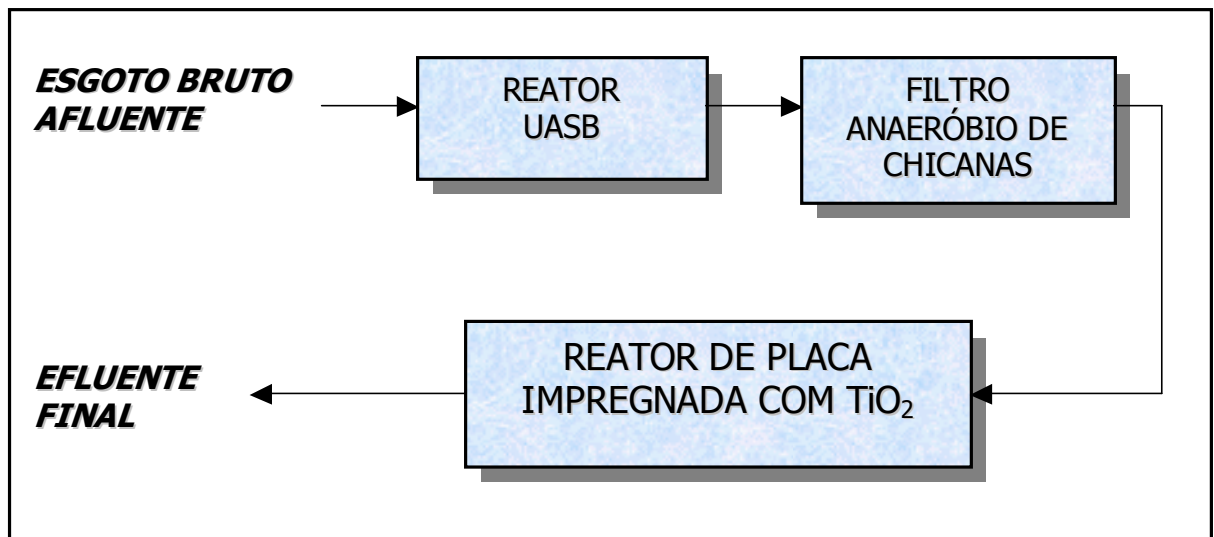 ESGOTO BRUTO
AFLUENTE
REATOR
UASB
FILTRO
ANAERÓBIO DE
CHICANAS
REATOR DE PLACA
IMPREGNADA COM TiO₂
EFLUENTE
FINAL